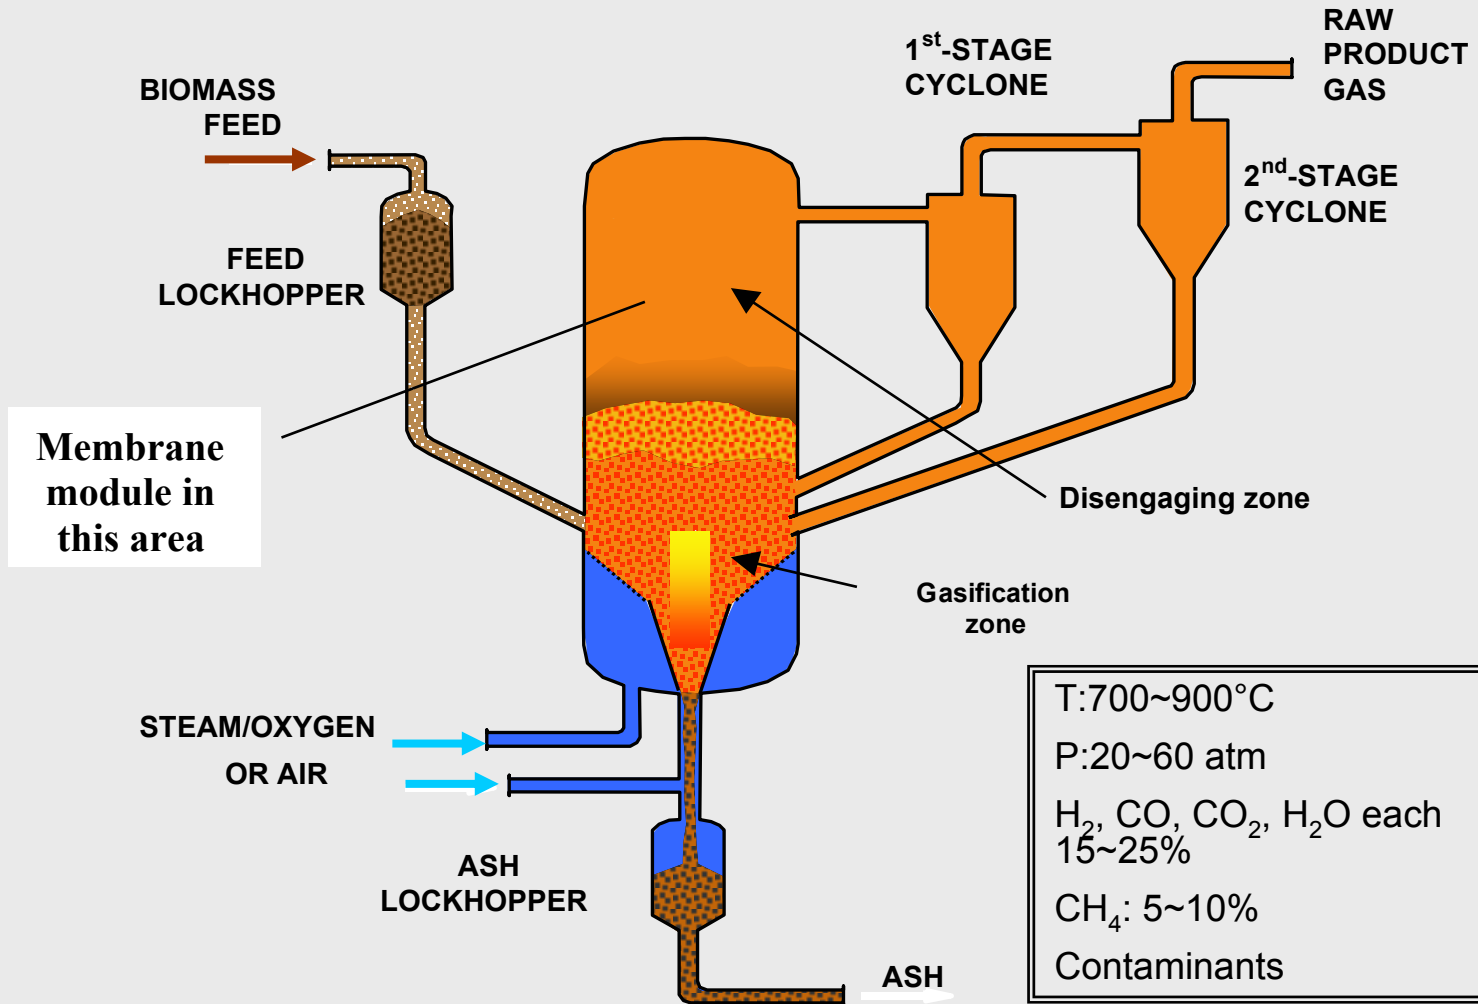 BIOMASS
FEED
1st-STAGE
CYCLONE
RAW
PRODUCT
GAS
2nd-STAGE
CYCLONE
FEED
LOCKHOPPER
Membrane
module in
this area
Disengaging zone
Gasification
zone
STEAM/OXYGEN
OR AIR
ASH
LOCKHOPPER
ASH
T:700~900°C
P:20~60 atm
H2, CO, CO2, H2O each
15~25%
CH4: 5~10%
Contaminants